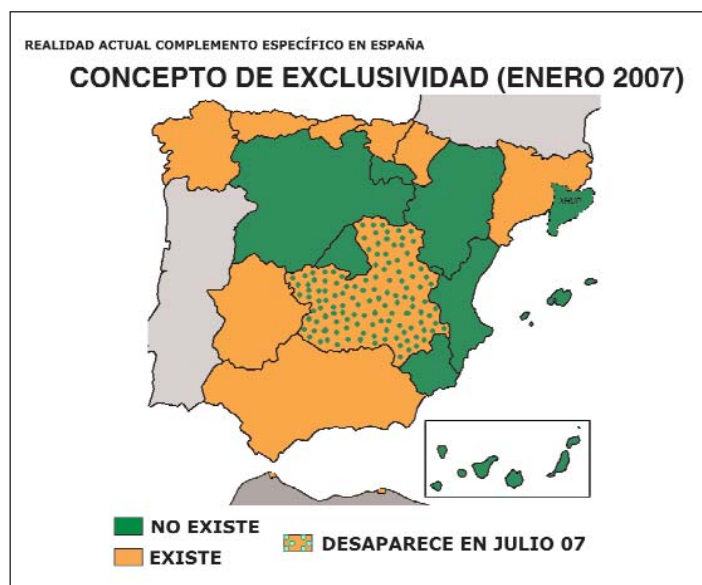 REALIDAD ACTUAL COMPLEMENTO ESPECÍFICO EN ESPAÑA
CONCEPTO DE EXCLUSIVIDAD (ENERO 2007)
NO EXISTE
EXISTE
DESAPARECE EN JULIO 07